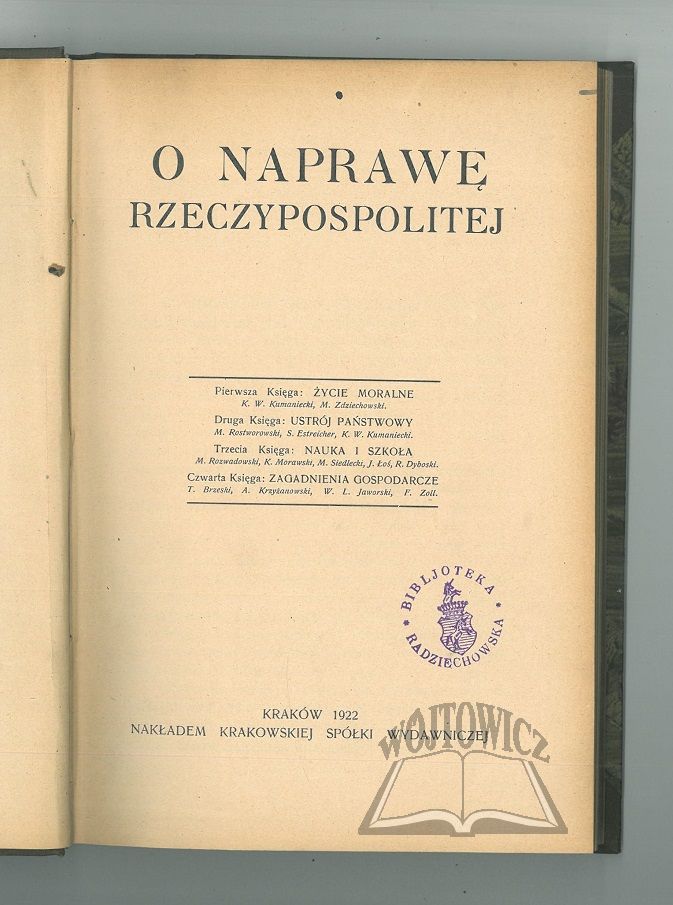 O NAPRAWĘ
RZECZYPOSPOLITEJ
Pierwsza Księga: ŻYCIE MORALNE
K. W. Kumaniecki, M. Zdziechowski.
Druga Księga: USTRÓJ PAŃSTWOWY
M. Rostworowski, S. Estreicher, K. W. Kumaniecki.
Trzecia Księga: NAUKA I SZKOŁA
M. Rozwadowski, K. Morawski, M. Siedlecki, J. Łoś, R. Dyboski.
Czwarta Księga: ZAGADNIENIA GOSPODARCZE
T. Brzeski, A. Krzyżanowski, W. L. Jaworski, F. Zoll.
* BIBLJOTEKA *
RADZIECHOWSKA
KRAKÓW 1922
NAKŁADEM KRAKOWSKIEJ SPÓŁKI WYDAWNICZEJ
WÓJTOWICZ